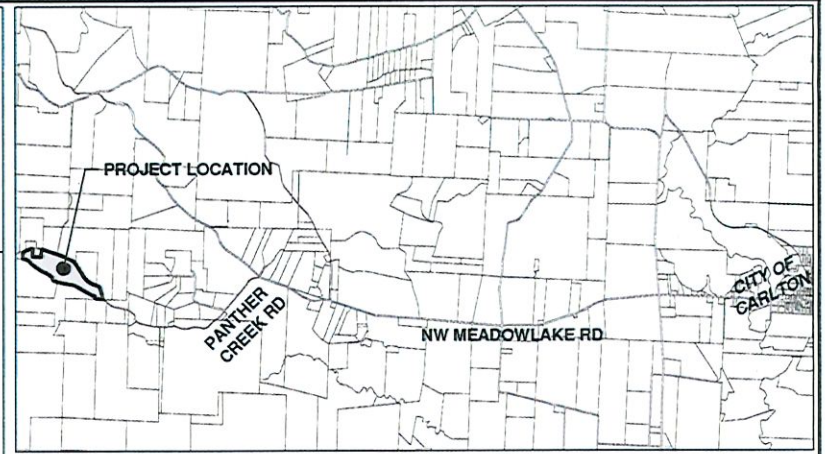 PROJECT LOCATION
PANTHER
CREEK RD
NW MEADOWLAKE RD
CITY OF
CARLTON